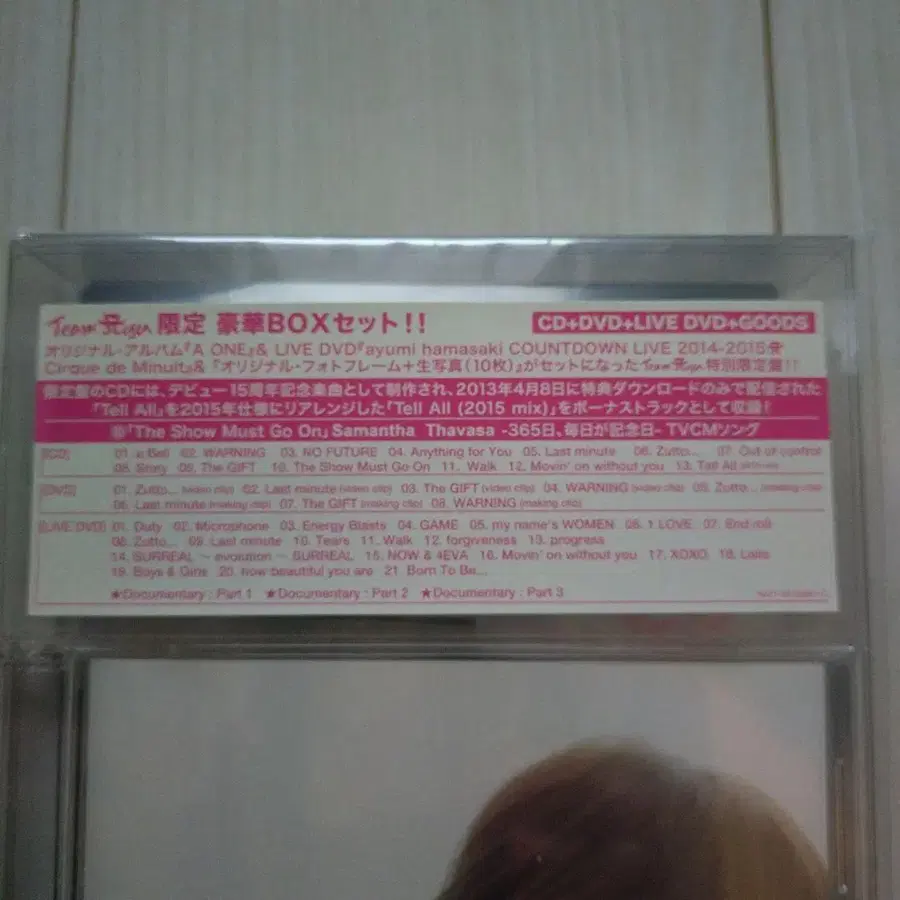 Team Ayu 限定 豪華BOXセット!!
CD+DVD+LIVE DVD+GOODS
オリジナル・アルバム『A ONE』& LIVE DVD『ayumi hamasaki COUNTDOWN LIVE 2014-2015 A
Cirque de Minuit』&『オリジナル・フォトフレーム+生写真(10枚)』がセットになったTeam Ayu特別限定盤!!
限定盤のCDには、デビュー15周年記念楽曲として制作され、2013年4月8日に特典ダウンロードのみで配信された
「Tell All」を2015年仕様にリアレンジした「Tell All (2015 mix)」をボーナストラックとして収録!
⑩「The Show Must Go On」Samantha Thavasa -365日、毎日が記念日- TVCMソング
[CD] 01. a Bell 02. WARNING 03. NO FUTURE 04. Anything for You 05. Last minute 06. Zutto... 07. Out of control
08. Story 09. The GIFT 10. The Show Must Go On 11. Walk 12. Movin' on without you 13. Tell All
[DVD] 01. Zutto... (video clip) 02. Last minute (video clip) 03. The GIFT (video clip) 04. WARNING (video clip) 05. Zutto... (making clip)
06. Last minute (making clip) 07. The GIFT (making clip) 08. WARNING (making clip)
[LIVE DVD] 01. Duty 02. Microphone 03. Energy Blasts 04. GAME 05. my name's WOMEN 06. 1 LOVE 07. End roll
08. Zutto... 09. Last minute 10. Tears 11. Walk 12. forgiveness 13. progress
14. SURREAL ~ evolution ~ SURREAL 15. NOW & 4EVA 16. Movin' on without you 17. XOXO 18. Lelio
19. Boys & Girls 20. how beautiful you are 21. Born To Be...
★Documentary : Part 1 ★Documentary : Part 2 ★Documentary : Part 3